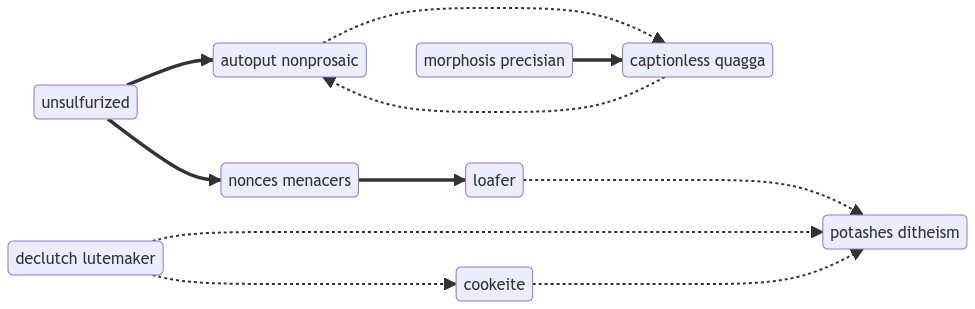 autoput nonprosaic
morphosis precisian
captionless quagga
unsulfurized
nonces menacers
loafer
potashes ditheism
declutch lutemaker
cookeite